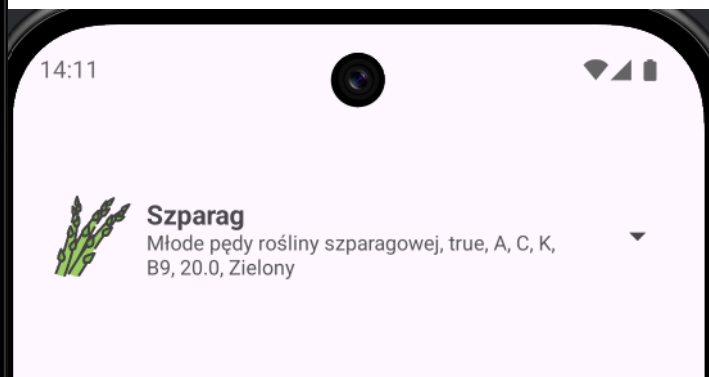 14:11
Szparag
Młode pędy rośliny szparagowej, true, A, C, K,
B9, 20.0, Zielony